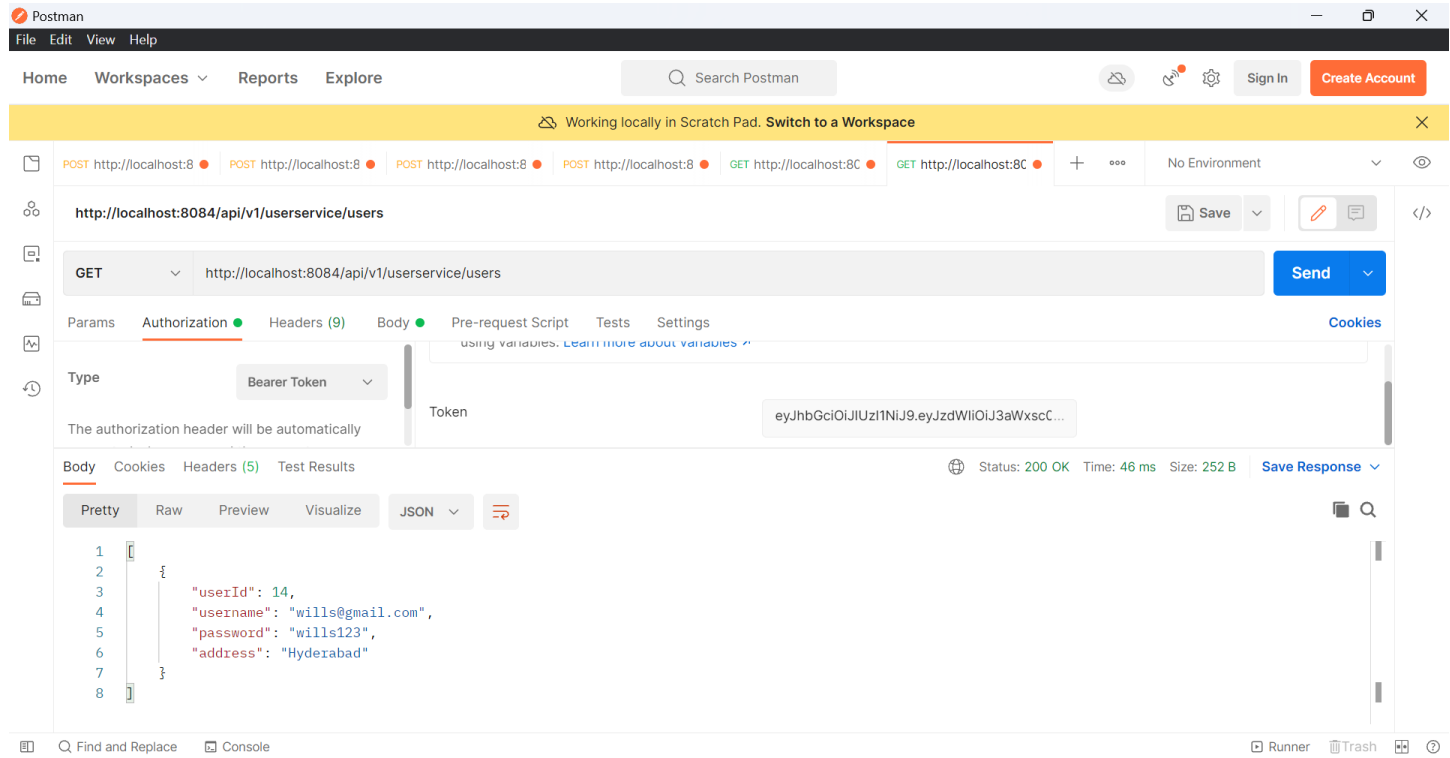 Postman
File Edit View Help
Home Workspaces Reports Explore Search Postman Sign In Create Account
Working locally in Scratch Pad. Switch to a Workspace
POST http://localhost:8 POST http://localhost:8 POST http://localhost:8 POST http://localhost:8 GET http://localhost:80 GET http://localhost:80 No Environment
http://localhost:8084/api/v1/userservice/users Save
GET http://localhost:8084/api/v1/userservice/users Send
Params Authorization Headers (9) Body Pre-request Script Tests Settings Cookies
using variables. Learn more about variables
Type Bearer Token
Token eyJhbGciOiJIUzI1NiJ9.eyJzdWIiOiJ3aWxsc0...
The authorization header will be automatically
Body Cookies Headers (5) Test Results Status: 200 OK Time: 46 ms Size: 252 B Save Response
Pretty Raw Preview Visualize JSON
1 [
2 {
3 "userId": 14,
4 "username": "wills@gmail.com",
5 "password": "wills123",
6 "address": "Hyderabad"
7 }
8 ]
Find and Replace Console Runner Trash